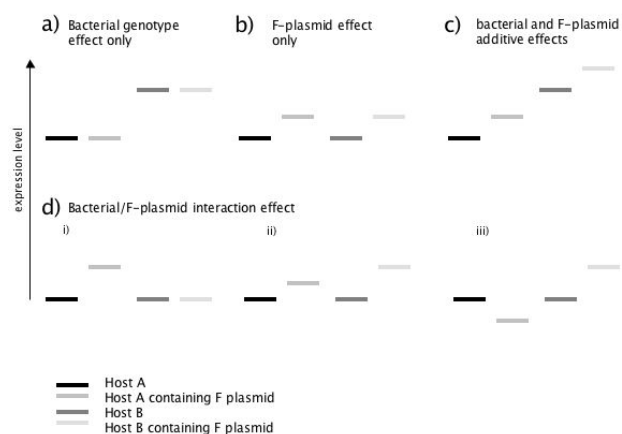 a) Bacterial genotype
effect only
b) F-plasmid effect
only
c) bacterial and F-plasmid
additive effects
expression level
d) Bacterial/F-plasmid interaction effect
i)
ii)
iii)
Host A
Host A containing F plasmid
Host B
Host B containing F plasmid